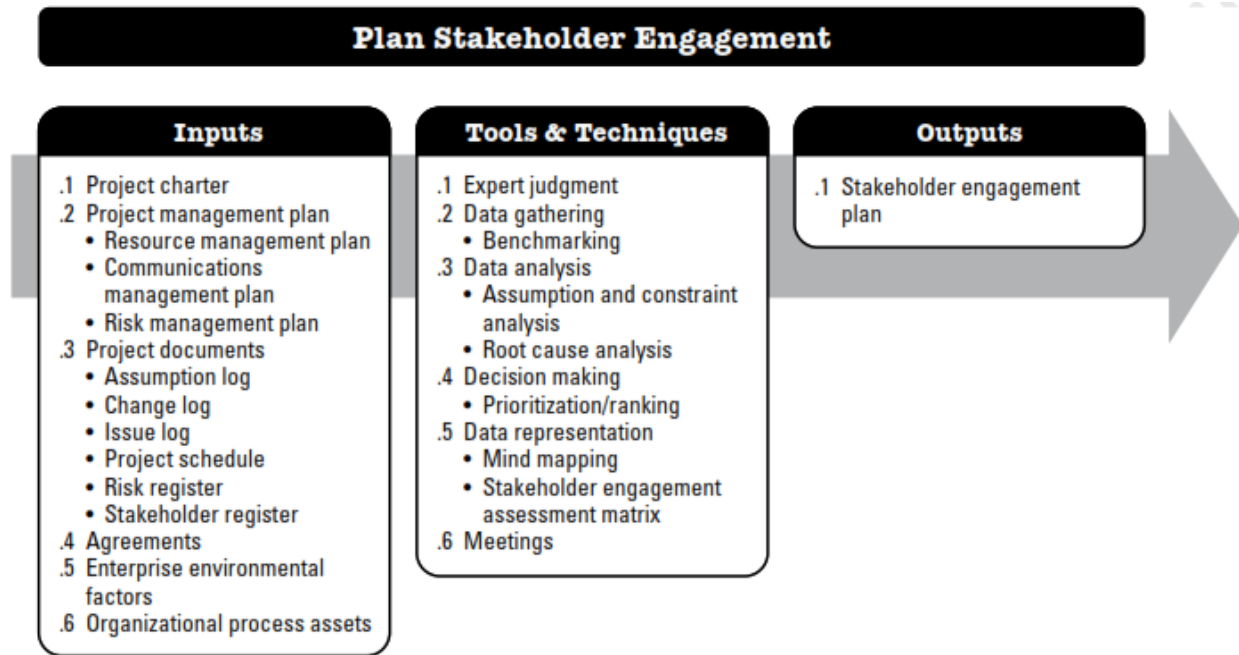 Plan Stakeholder Engagement
Inputs
.1 Project charter
.2 Project management plan
• Resource management plan
• Communications
management plan
• Risk management plan
.3 Project documents
• Assumption log
• Change log
• Issue log
• Project schedule
• Risk register
• Stakeholder register
.4 Agreements
.5 Enterprise environmental
factors
.6 Organizational process assets
Tools & Techniques
.1 Expert judgment
.2 Data gathering
• Benchmarking
.3 Data analysis
• Assumption and constraint
analysis
• Root cause analysis
.4 Decision making
• Prioritization/ranking
.5 Data representation
• Mind mapping
• Stakeholder engagement
assessment matrix
.6 Meetings
Outputs
.1 Stakeholder engagement
plan